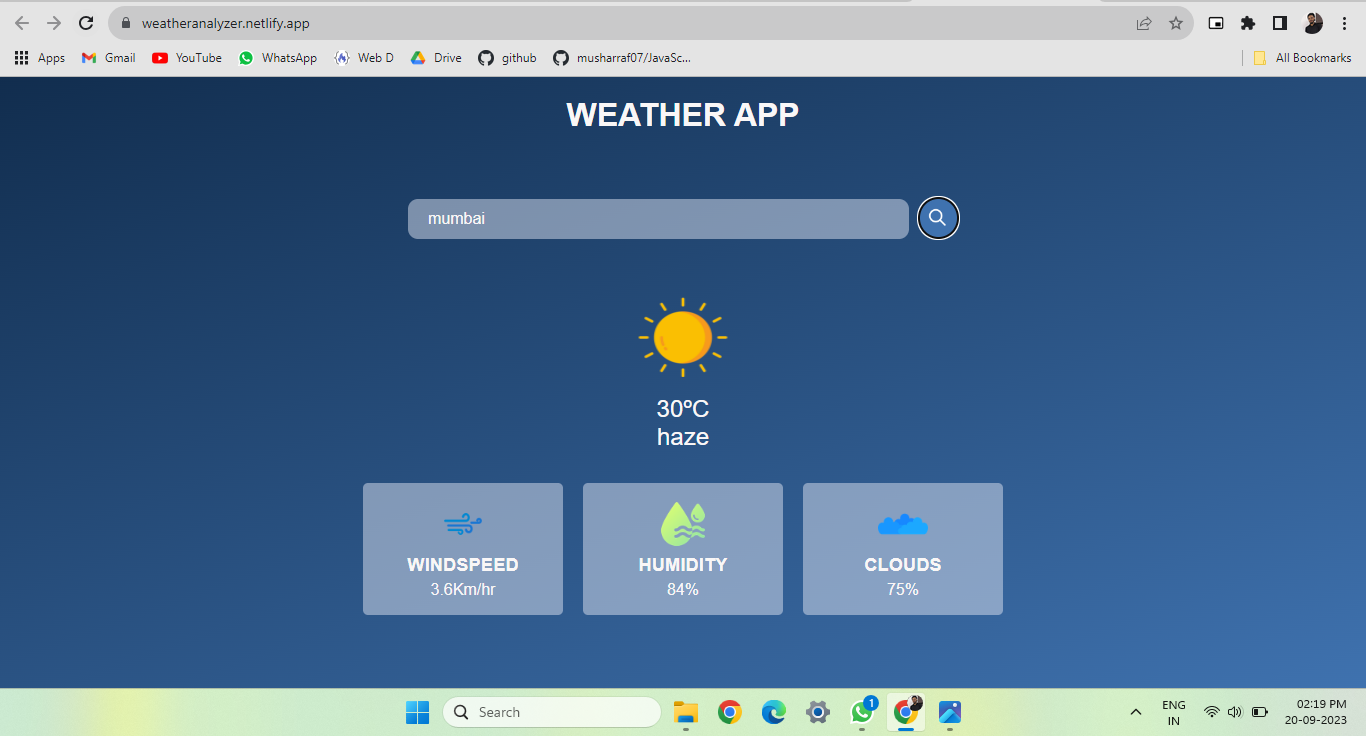 weatheranalyzer.netlify.app
Apps Gmail YouTube WhatsApp Web D Drive github musharraf07/JavaSc... All Bookmarks
WEATHER APP
mumbai
30ºC
haze
WINDSPEED HUMIDITY CLOUDS
3.6Km/hr 84% 75%
Search 1 ENG 02:19 PM
IN 20-09-2023